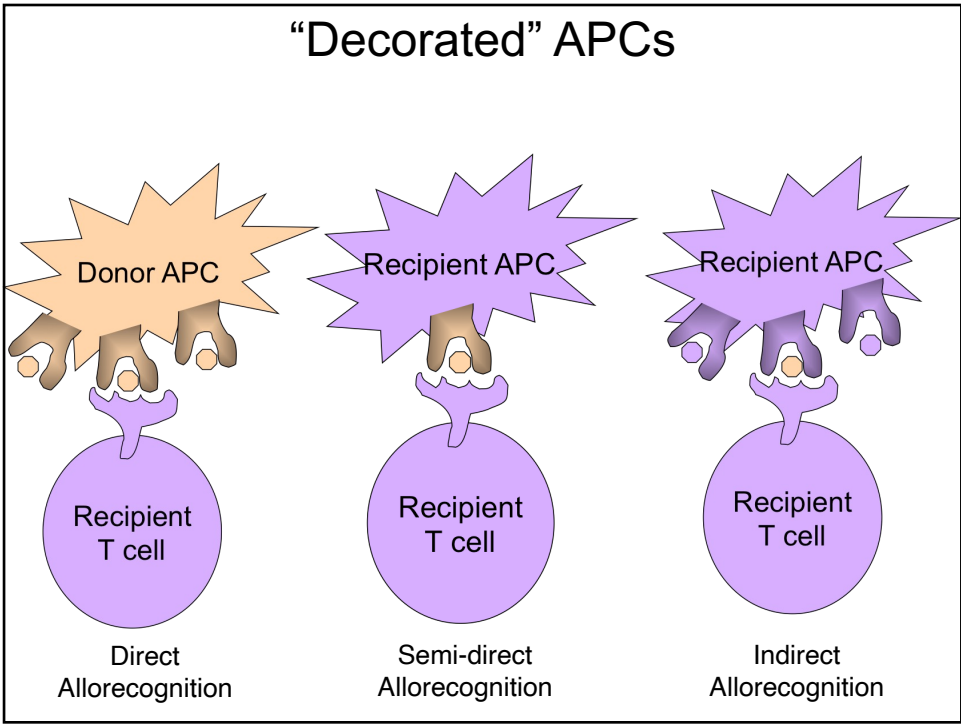 “Decorated” APCs
Donor APC
Recipient APC
Recipient APC
Recipient
T cell
Recipient
T cell
Recipient
T cell
Direct
Allorecognition
Semi-direct
Allorecognition
Indirect
Allorecognition